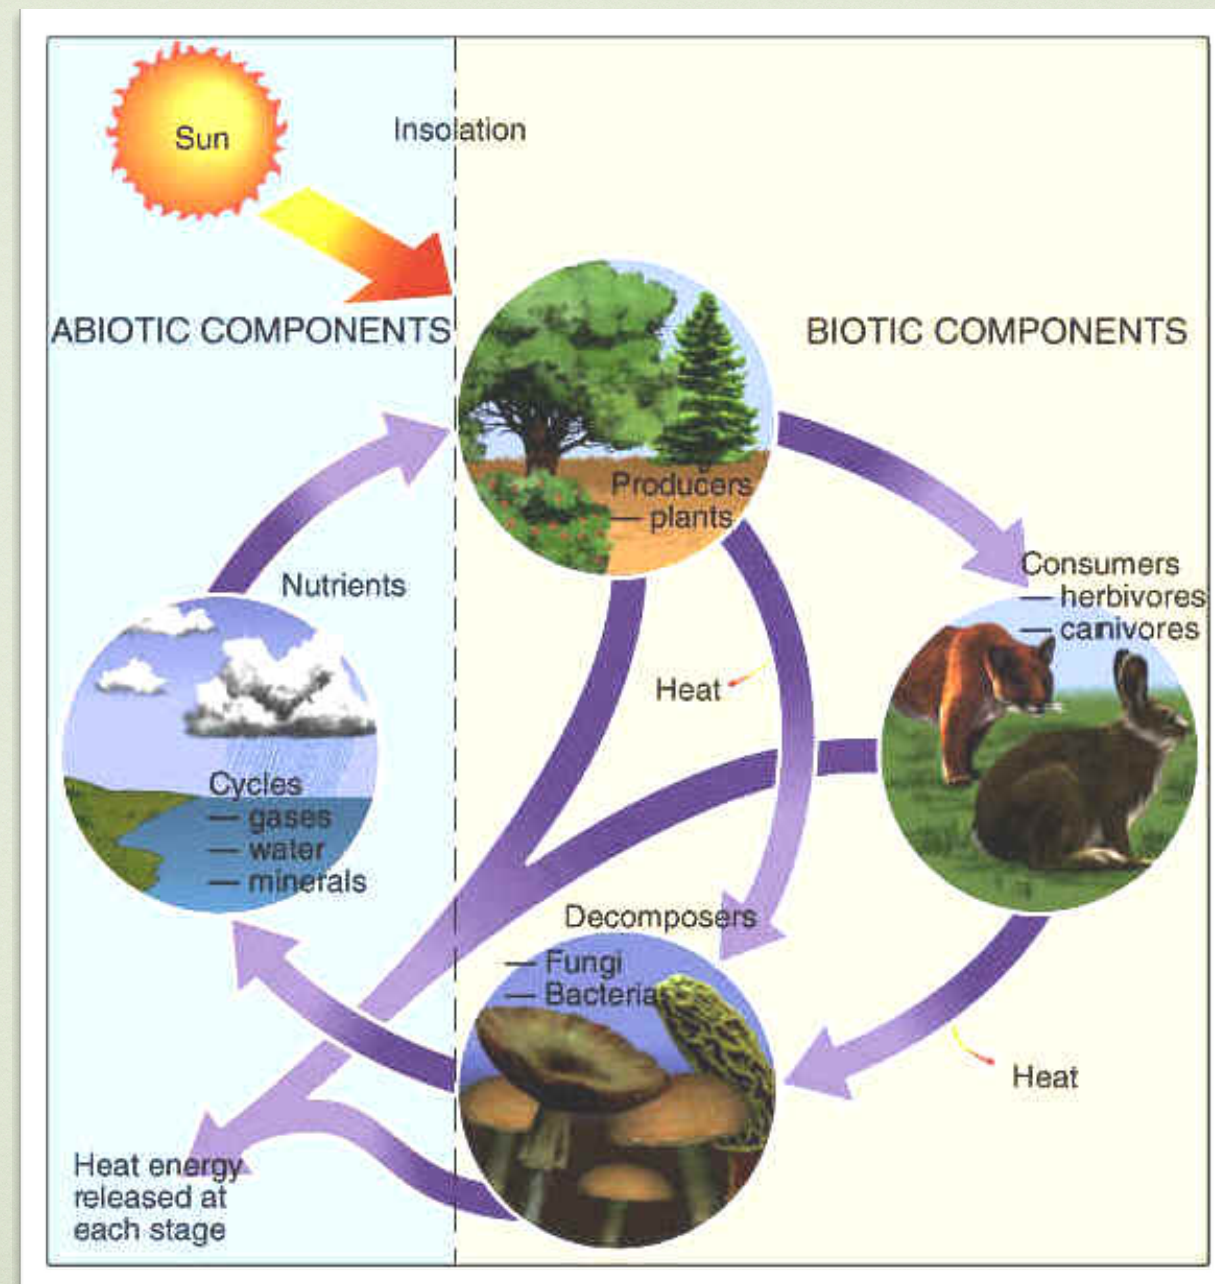 Sun
Insolation
ABIOTIC COMPONENTS
BIOTIC COMPONENTS
Producers
— plants
Consumers
— herbivores
— carnivores
Nutrients
Heat
Cycles
— gases
— water
— minerals
Decomposers
— Fungi
— Bacteria
Heat
Heat energy
released at
each stage